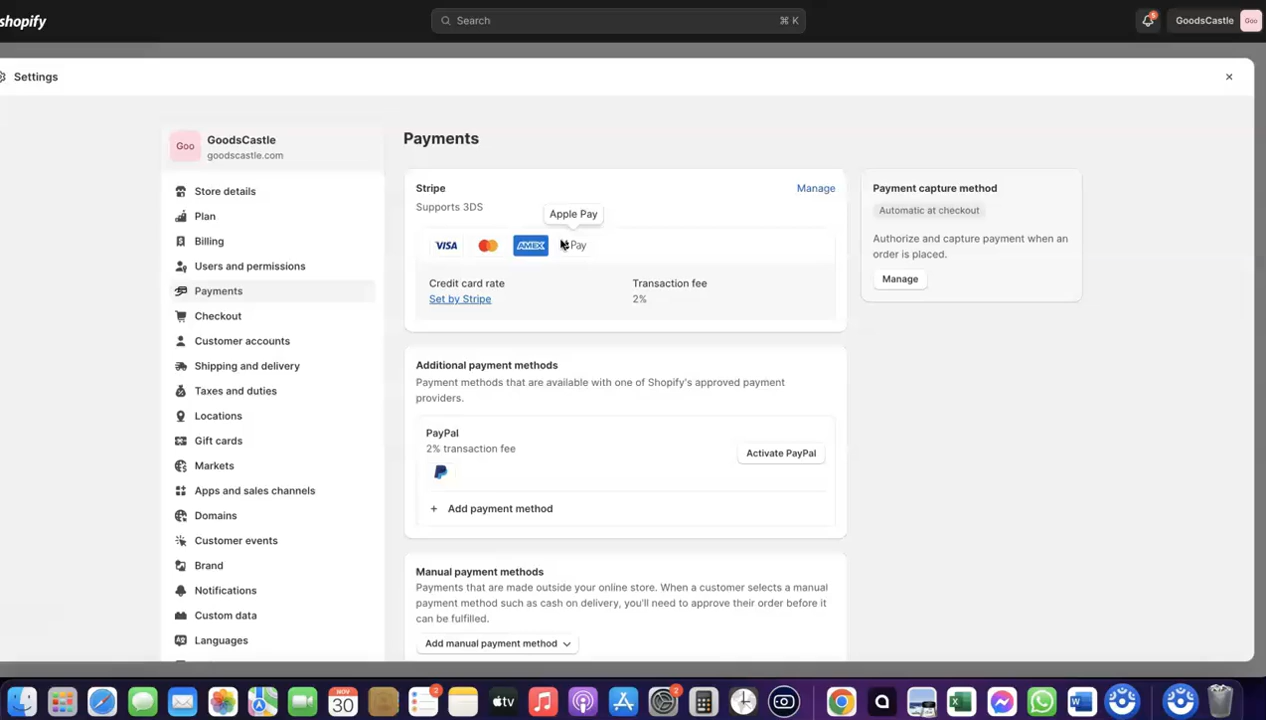 shopify
Search
⌘ K
5
GoodsCastle
Goo
Settings
Goo
GoodsCastle
goodscastle.com
Store details
Plan
Billing
Users and permissions
Payments
Checkout
Customer accounts
Shipping and delivery
Taxes and duties
Locations
Gift cards
Markets
Apps and sales channels
Domains
Customer events
Brand
Notifications
Custom data
Languages
Payments
Stripe
Manage
Supports 3DS
Apple Pay
VISA
AMEX
Pay
Credit card rate
Transaction fee
Set by Stripe
2%
Additional payment methods
Payment methods that are available with one of Shopify's approved payment
providers.
PayPal
2% transaction fee
Activate PayPal
+ Add payment method
Manual payment methods
Payments that are made outside your online store. When a customer selects a manual
payment method such as cash on delivery, you'll need to approve their order before it
can be fulfilled.
Add manual payment method
Payment capture method
Automatic at checkout
Authorize and capture payment when an
order is placed.
Manage
NOV
30
2
tv
2
X
W